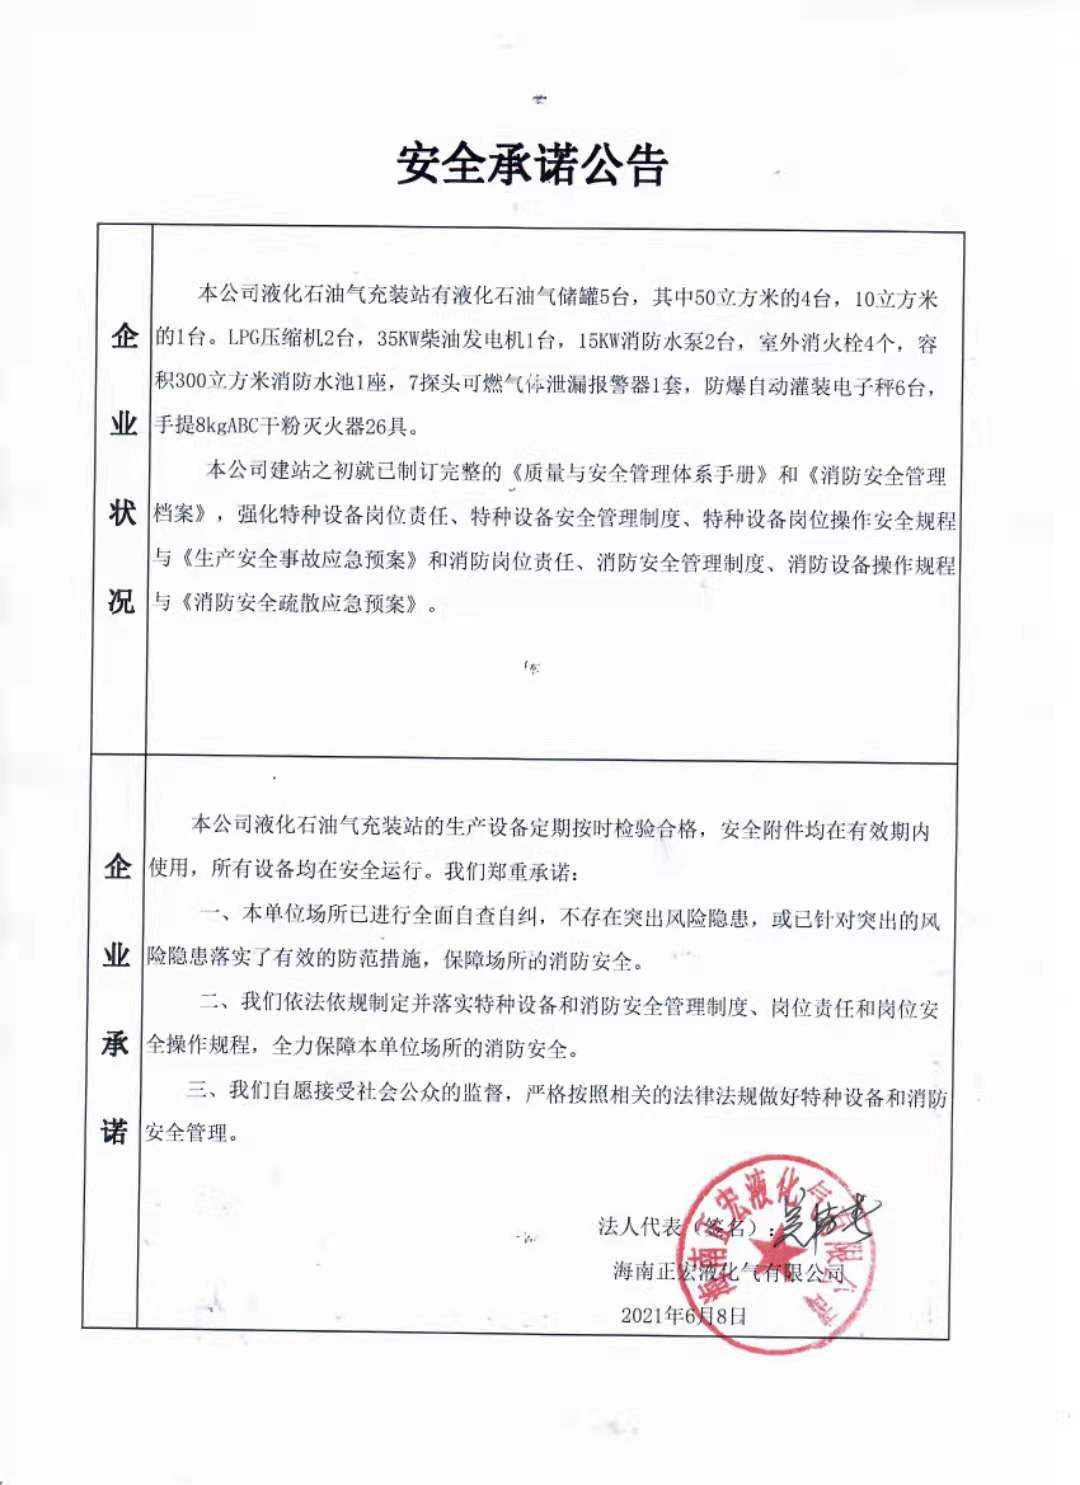 安全承诺公告
企业状况
本公司液化石油气充装站有液化石油气储罐5台，其中50立方米的4台，10立方米
的1台。LPG压缩机2台，35KW柴油发电机1台，15KW消防水泵2台，室外消火栓4个，容
积300立方米消防水池1座，7探头可燃气体泄漏报警器1套，防爆自动灌装电子秤6台，
手提8kgABC干粉灭火器26具。
本公司建站之初就已制订完整的《质量与安全管理体系手册》和《消防安全管理
档案》，强化特种设备岗位责任、特种设备安全管理制度、特种设备岗位操作安全规程
与《生产安全事故应急预案》和消防岗位责任、消防安全管理制度、消防设备操作规程
与《消防安全疏散应急预案》。
企业承诺
本公司液化石油气充装站的生产设备定期按时检验合格，安全附件均在有效期内
使用，所有设备均在安全运行。我们郑重承诺：
一、本单位场所已进行全面自查自纠，不存在突出风险隐患，或已针对突出的风
险隐患落实了有效的防范措施，保障场所的消防安全。
二、我们依法依规制定并落实特种设备和消防安全管理制度、岗位责任和岗位安
全操作规程，全力保障本单位场所的消防安全。
三、我们自愿接受社会公众的监督，严格按照相关的法律法规做好特种设备和消防
安全管理。
法人代表（签名）：
海南正宏液化气有限公司
2021年6月8日
海南正宏液化气有限公司